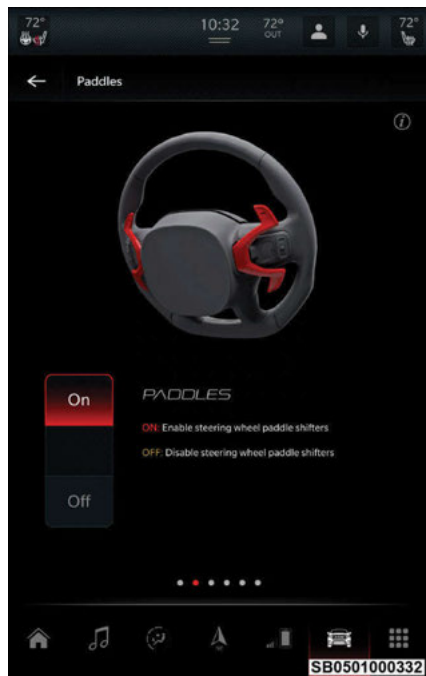 72°
10:32
72°
OUT
72°
Paddles
i
On
PADDLES
ON: Enable steering wheel paddle shifters
OFF: Disable steering wheel paddle shifters
Off
SB0501000332